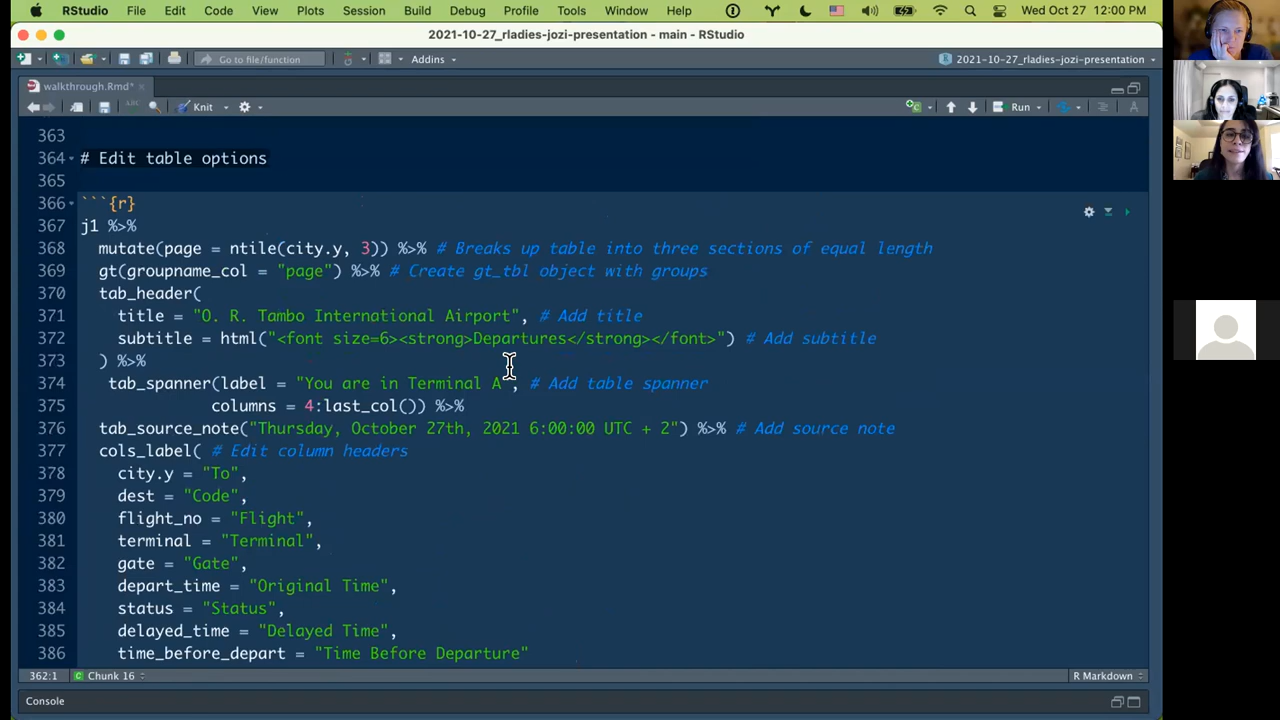 RStudio File Edit Code View Plots Session Build Debug Profile Tools Window Help Wed Oct 27 12:00 PM
2021-10-27_rladies-jozi-presentation - main - RStudio
Go to file/function Addins 2021-10-27_rladies-jozi-presentation
walkthrough.Rmd*
ABC Knit Run
363
364 # Edit table options
365
366 ```{r}
367 j1 %>%
368 mutate(page = ntile(city.y, 3)) %>% # Breaks up table into three sections of equal length
369 gt(groupname_col = "page") %>% # Create gt_tbl object with groups
370 tab_header(
371 title = "O. R. Tambo International Airport", # Add title
372 subtitle = html("<font size=6><strong>Departures</strong></font>") # Add subtitle
373 ) %>%
374 tab_spanner(label = "You are in Terminal A", # Add table spanner
375 columns = 4:last_col()) %>%
376 tab_source_note("Thursday, October 27th, 2021 6:00:00 UTC + 2") %>% # Add source note
377 cols_label( # Edit column headers
378 city.y = "To",
379 dest = "Code",
380 flight_no = "Flight",
381 terminal = "Terminal",
382 gate = "Gate",
383 depart_time = "Original Time",
384 status = "Status",
385 delayed_time = "Delayed Time",
386 time_before_depart = "Time Before Departure"
362:1 Chunk 16 R Markdown
Console